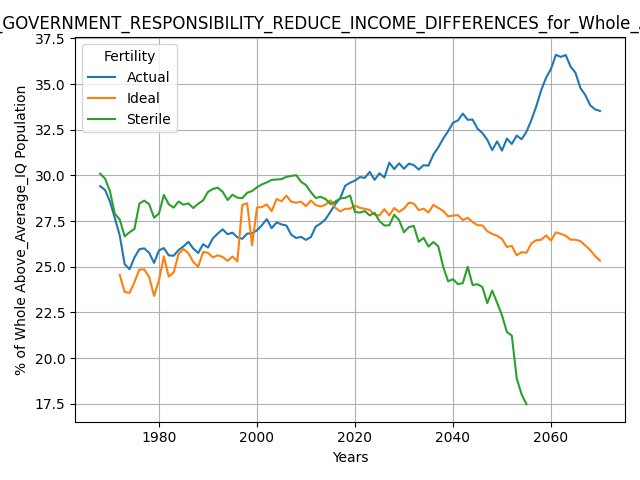 _GOVERNMENT_RESPONSIBILITY_REDUCE_INCOME_DIFFERENCES_for_Whole_
% of Whole Above_Average_IQ Population
37.5
35.0
32.5
30.0
27.5
25.0
22.5
20.0
17.5
Fertility
Actual
Ideal
Sterile
1980
2000
2020
2040
2060
Years